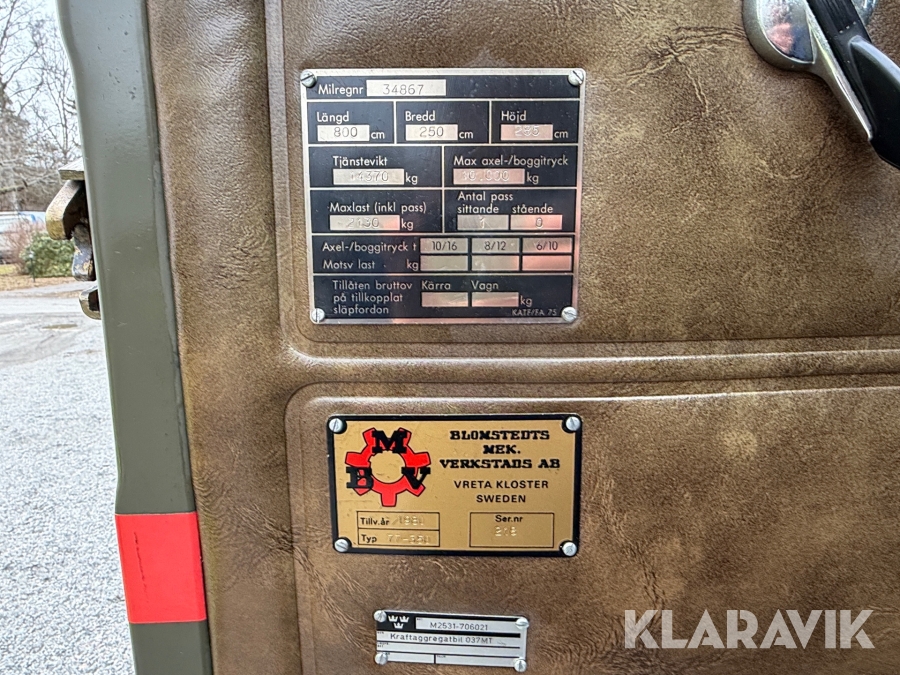 Milregnr 34867
Längd Bredd Höjd
800 cm 250 cm cm
Tjänstevikt Max axel-/boggitryck
14370 kg kg
Maxlast (inkl pass) Antal pass
sittande stående
kg 1 0
Axel-/boggitryck t 10/16 8/12 6/10
Motsv last kg
Tillåten bruttov Kärra Vagn
på tillkopplat kg
släpfordon
KATF/FA 75
M
B V
BLOMSTEDTS
MEK.
VERKSTADS AB
VRETA KLOSTER
SWEDEN
Tillv.år Ser.nr
Typ
M2531-706021
Kraftaggregatbil 037MT
KLARAVIK